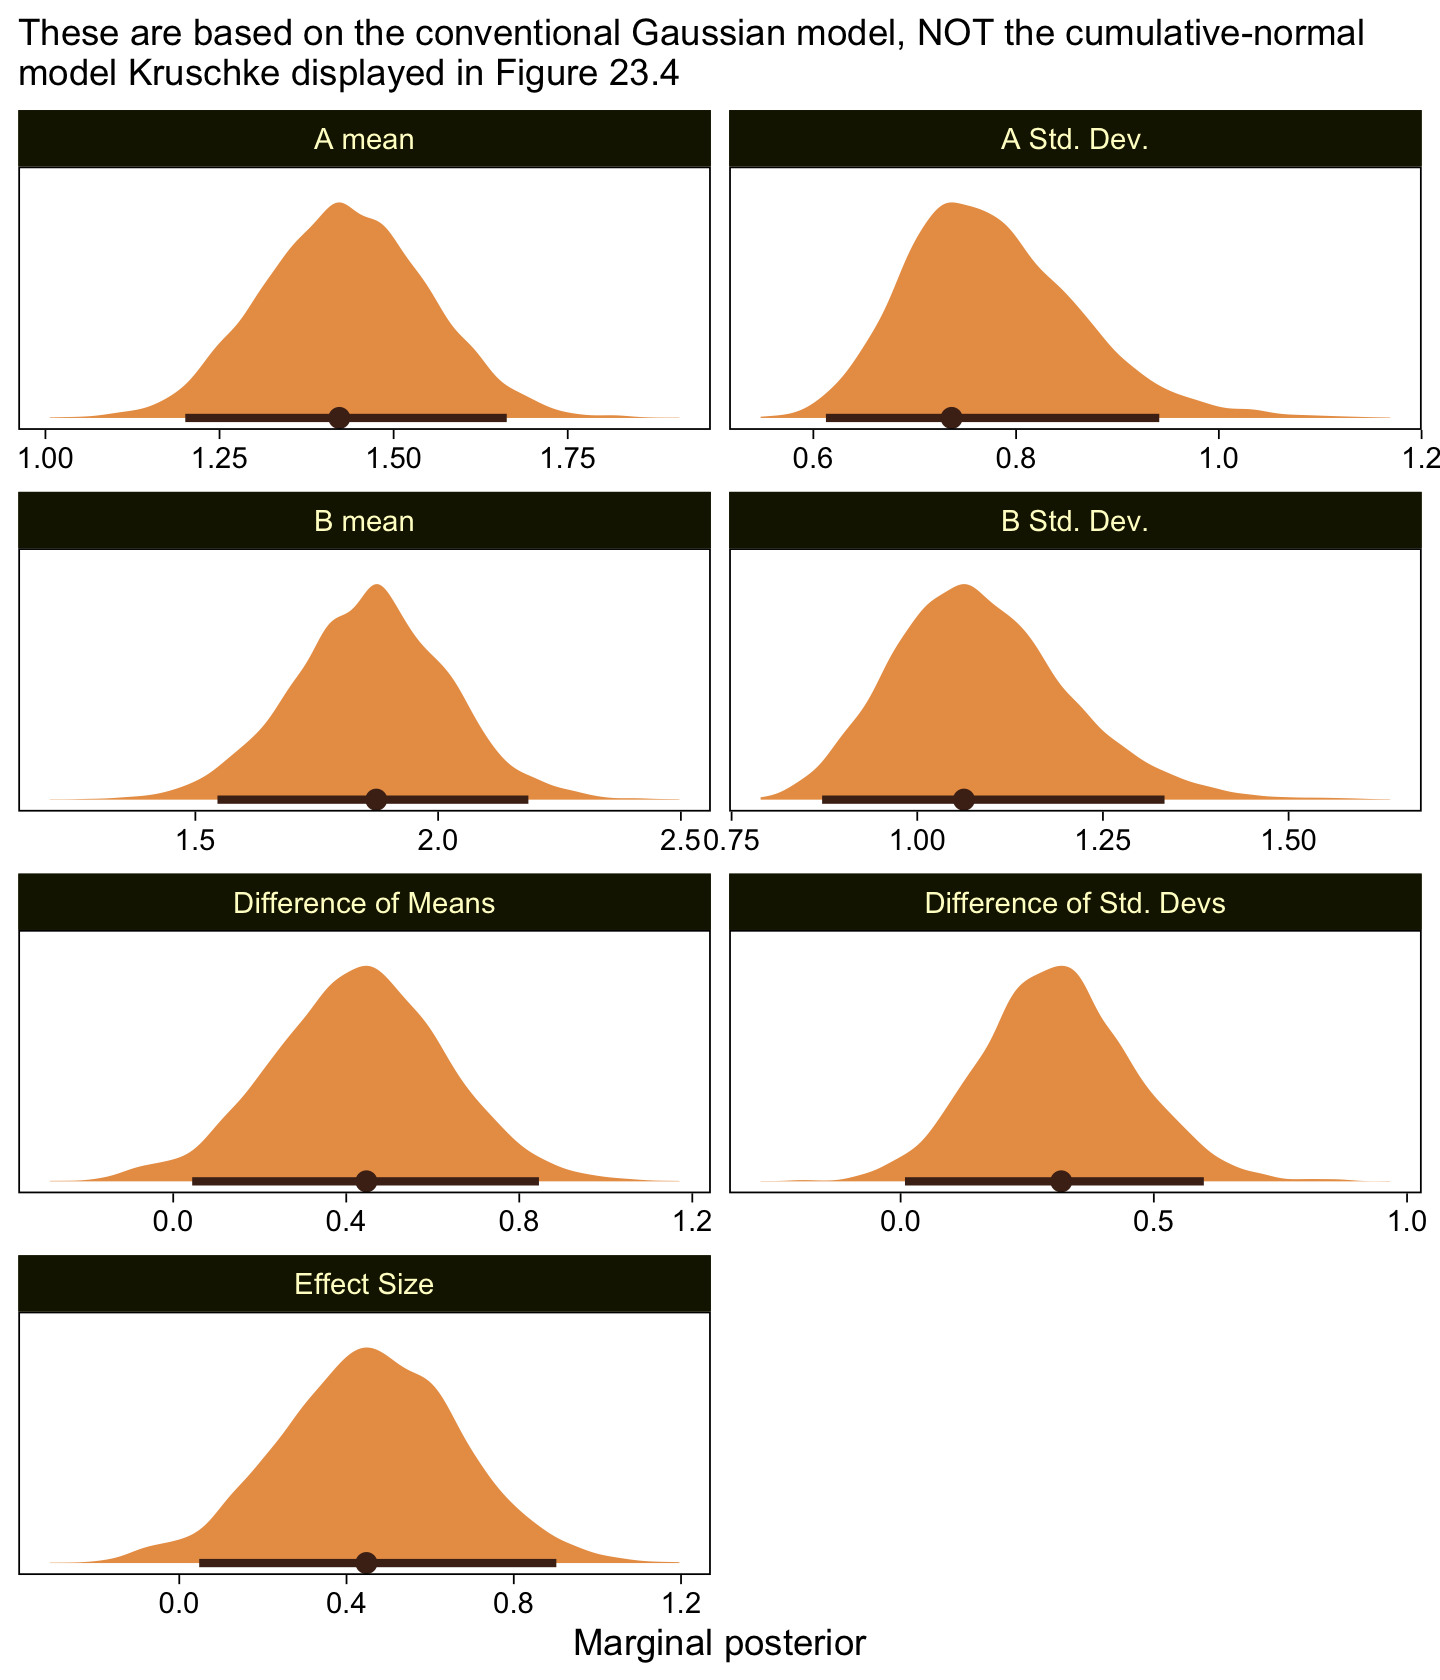 These are based on the conventional Gaussian model, NOT the cumulative-normal
model Kruschke displayed in Figure 23.4
A mean
A Std. Dev.
1.00 1.25 1.50 1.75
0.6 0.8 1.0 1.2
B mean
B Std. Dev.
1.5 2.0 2.5
0.75 1.00 1.25 1.50
Difference of Means
Difference of Std. Devs
0.0 0.4 0.8 1.2
0.0 0.5 1.0
Effect Size
0.0 0.4 0.8 1.2
Marginal posterior